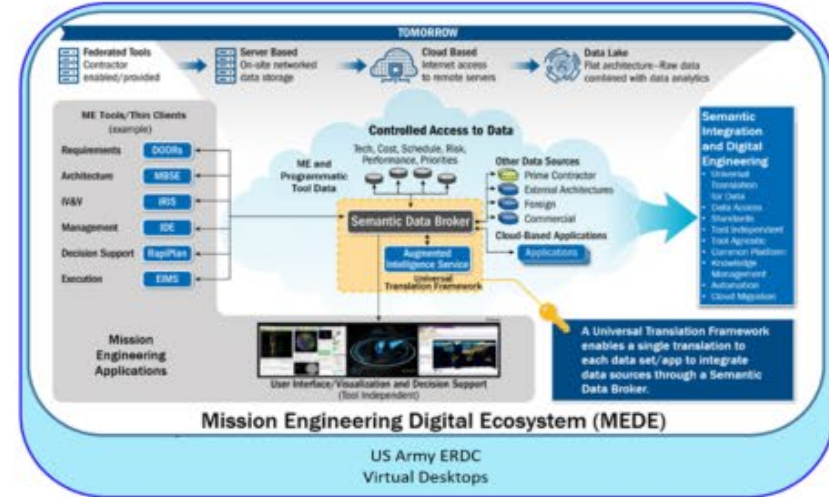 TOMORROW
Federated Tools
Contractor
enabled/provided
Server Based
On-site networked
data storage
Cloud Based
Internet access
to remote servers
Data Lake
Flat architecture—Raw data
combined with data analytics
ME Tools/Thin Clients
(example)
Requirements
DOORs
Architecture
MBSE
IV&V
iRIS
Management
IDE
Decision Support
RapiPlan
Execution
EIMS
Mission
Engineering
Applications
Controlled Access to Data
ME and
Programmatic
Tool Data
Tech, Cost, Schedule, Risk,
Performance, Priorities
Other Data Sources
Prime Contractor
External Architectures
Foreign
Commercial
Semantic Data Broker
Cloud-Based Applications
Applications
Augmented
Intelligence Service
Universal
Translation Framework
Semantic
Integration
and Digital
Engineering
• Universal
Translation
for Data
• Data Access
• Standards
• Tool Independent
• Tool Agnostic
• Common Platform
• Knowledge
Management
• Automation
• Cloud Migration
A Universal Translation Framework
enables a single translation to
each data set/app to integrate
data sources through a Semantic
Data Broker.
User Interface/Visualization and Decision Support
(Tool Independent)
Mission Engineering Digital Ecosystem (MEDE)
US Army ERDC
Virtual Desktops